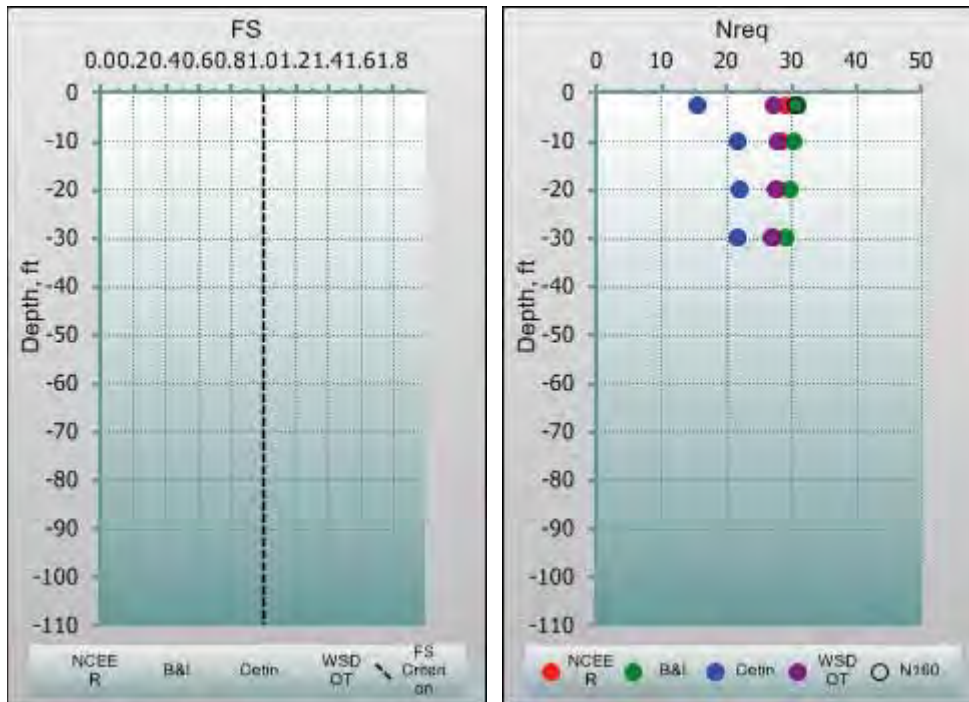 FS
0.00.20.40.60.81.01.21.41.61.8
0
-10
-20
-30
-40
-50
-60
-70
-80
-90
-100
-110
Depth, ft
NCEE
R
B&I
Detin
WSD
OT
FS
Criteri
on
Nreq
0 10 20 30 40 50
0
-10
-20
-30
-40
-50
-60
-70
-80
-90
-100
-110
Depth, ft
NCEE
R
B&I
Detin
WSD
OT
N160